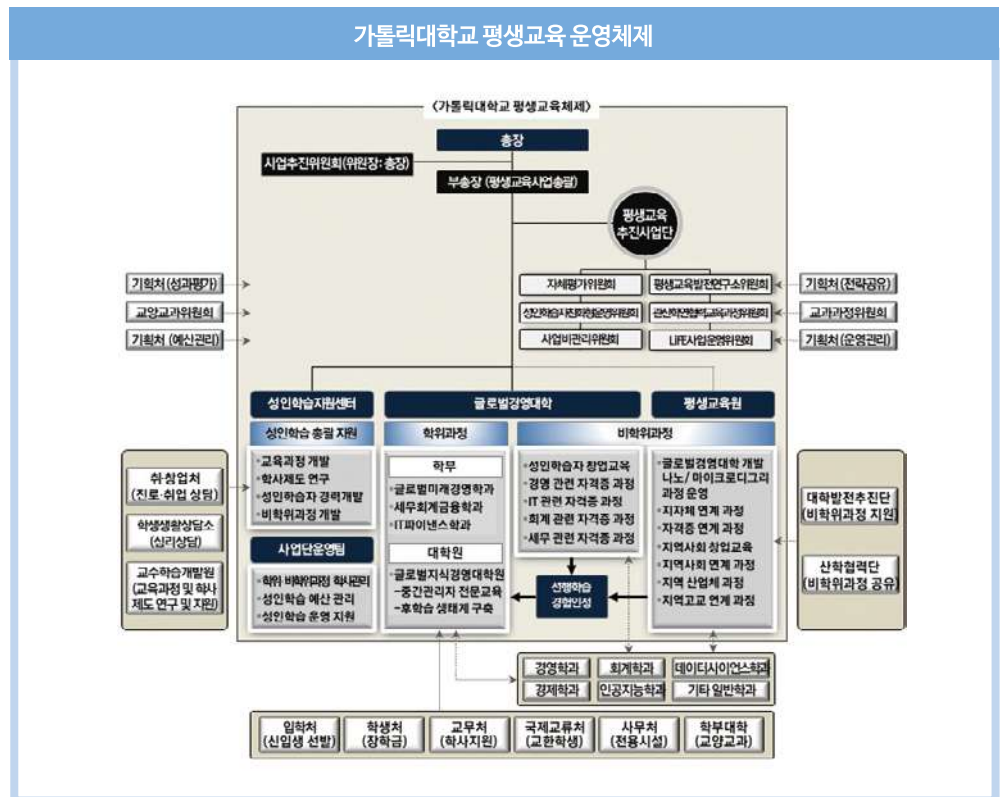 가톨릭대학교 평생교육 운영체제
<가톨릭대학교 평생교육체제>
총장
사업추진위원회(위원장: 총장)
부총장 (평생교육사업총괄)
평생교육
추진사업단
기획처 (성과평가)
교양교과위원회
기획처 (예산관리)
자체평가위원회
평생교육발전연구소위원회
성인학습자친화형운영위원회
관산학연협력교육과정위원회
사업비관리위원회
LiFE사업운영위원회
기획처 (전략공유)
교과과정위원회
기획처 (운영관리)
성인학습지원센터
성인학습 총괄 지원
•교육과정 개발
•학사제도 연구
•성인학습자 경력개발
•비학위과정 개발
사업단운영팀
•학위·비학위과정 학사관리
•성인학습 예산 관리
•성인학습 운영 지원
글로벌경영대학
평생교육원
학위과정
비학위과정
학부
•글로벌미래경영학과
•세무회계금융학과
•IT파이낸스학과
대학원
•글로벌지식경영대학원
-중간관리자 전문교육
-후학습 생태계 구축
•성인학습자 창업교육
•경영 관련 자격증 과정
•IT 관련 자격증 과정
•회계 관련 자격증 과정
•세무 관련 자격증 과정
선행학습
경험인정
•글로벌경영대학 개발
나노/ 마이크로디그리
과정 운영
•지자체 연계 과정
•자격증 연계 과정
•지역사회 창업교육
•지역사회 연계 과정
•지역 산업체 과정
•지역고교 연계 과정
취·창업처
(진로·취업 상담)
학생생활상담소
(심리상담)
교수학습개발원
(교육과정 및 학사
제도 연구 및 지원)
대학발전추진단
(비학위과정 지원)
산학협력단
(비학위과정 공유)
경영학과
회계학과
데이터사이언스학과
경제학과
인공지능학과
기타 일반학과
입학처
(신입생 선발)
학생처
(장학금)
교무처
(학사지원)
국제교류처
(교환학생)
사무처
(전용시설)
학부대학
(교양교과)